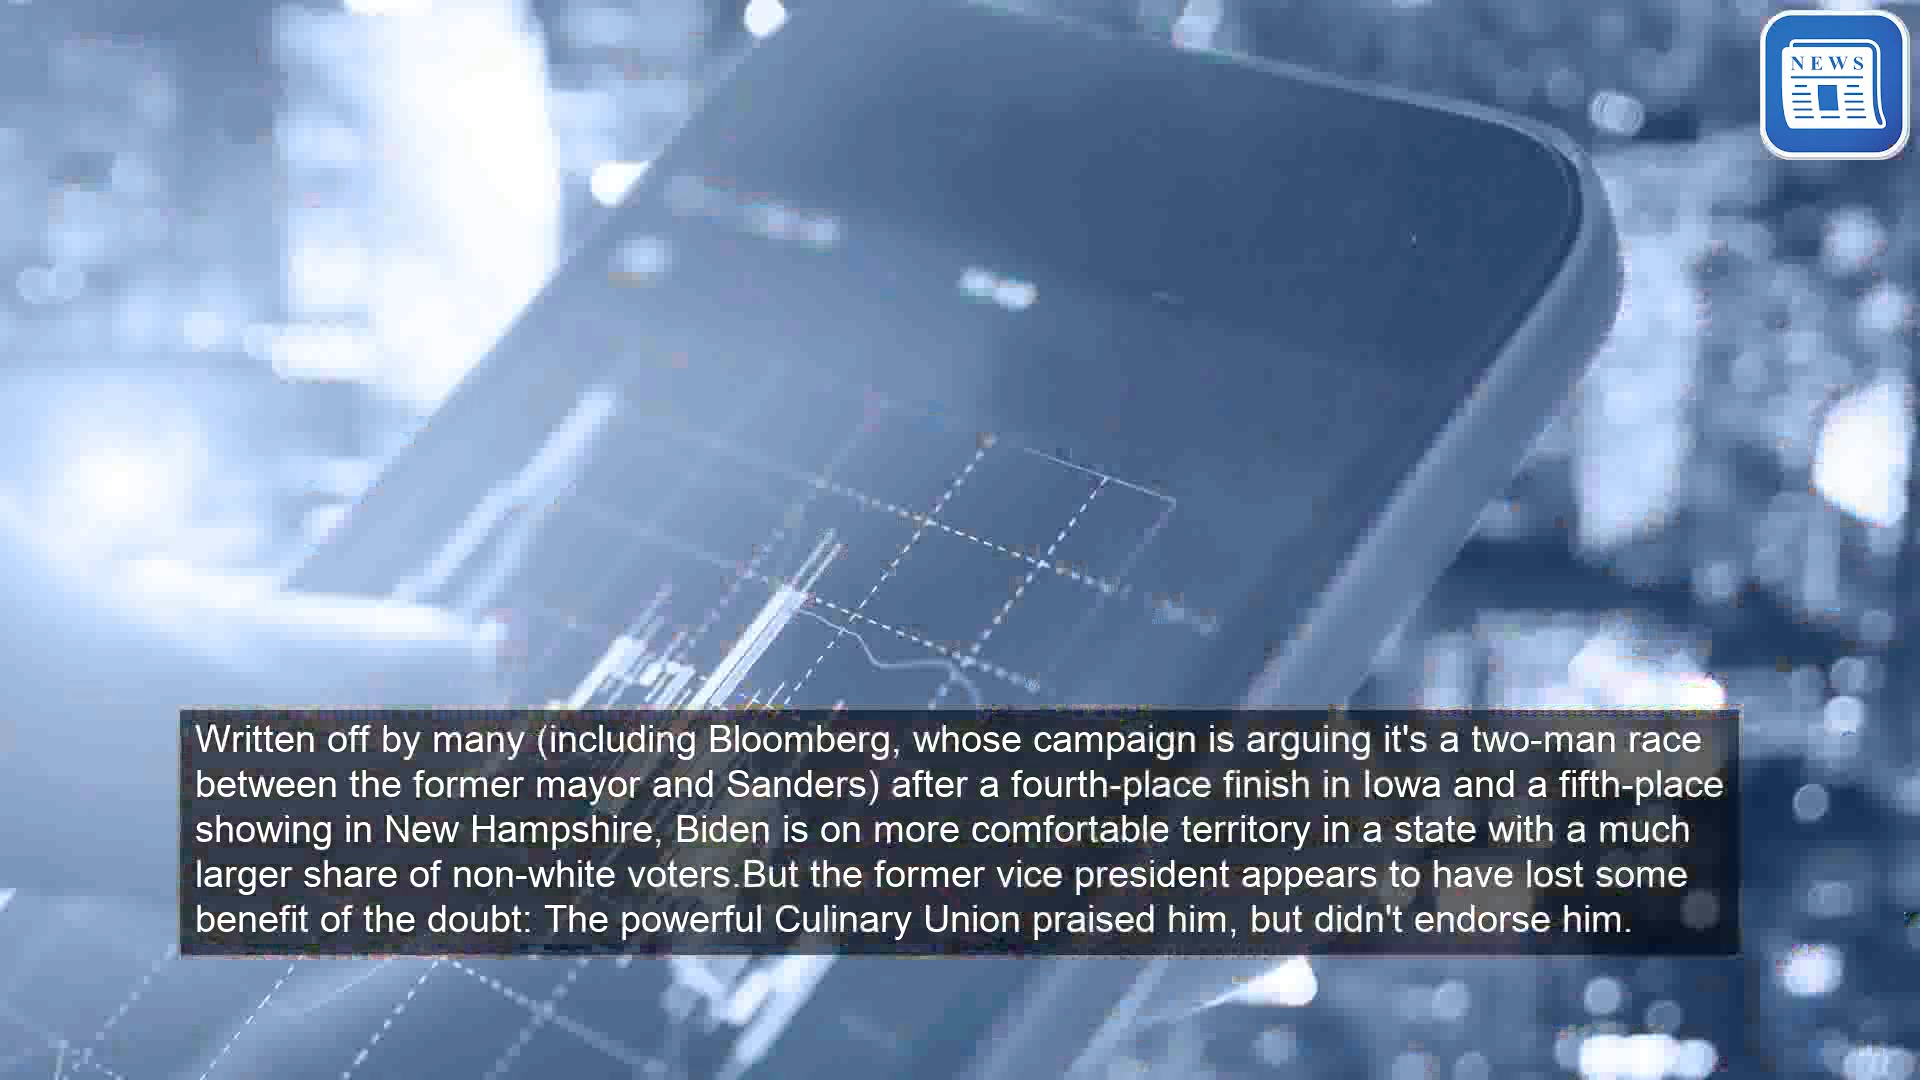 NEWS
Written off by many (including Bloomberg, whose campaign is arguing it's a two-man race
between the former mayor and Sanders) after a fourth-place finish in Iowa and a fifth-place
showing in New Hampshire, Biden is on more comfortable territory in a state with a much
larger share of non-white voters.But the former vice president appears to have lost some
benefit of the doubt: The powerful Culinary Union praised him, but didn't endorse him.